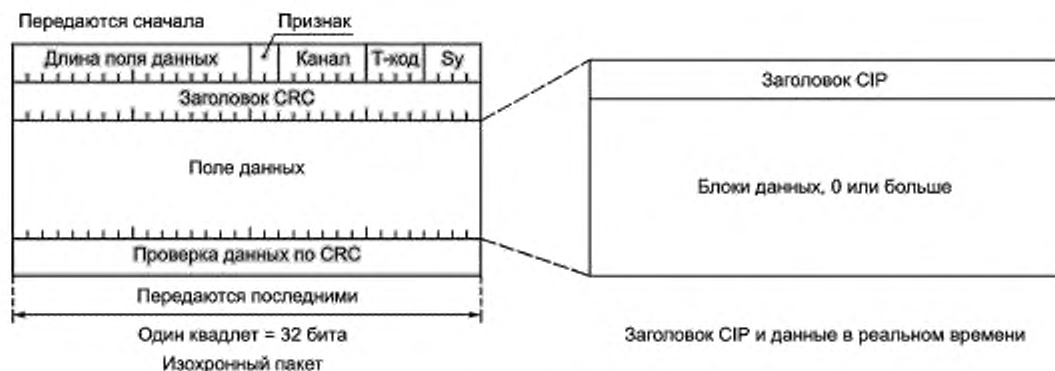 Передаются сначала
Признак
Длина поля данных
Канал
Т-код
Sy
Заголовок CRC
Поле данных
Проверка данных по CRC
Передаются последними
Один квадлет = 32 бита
Изохронный пакет
Заголовок CIP
Блоки данных, 0 или больше
Заголовок CIP и данные в реальном времени